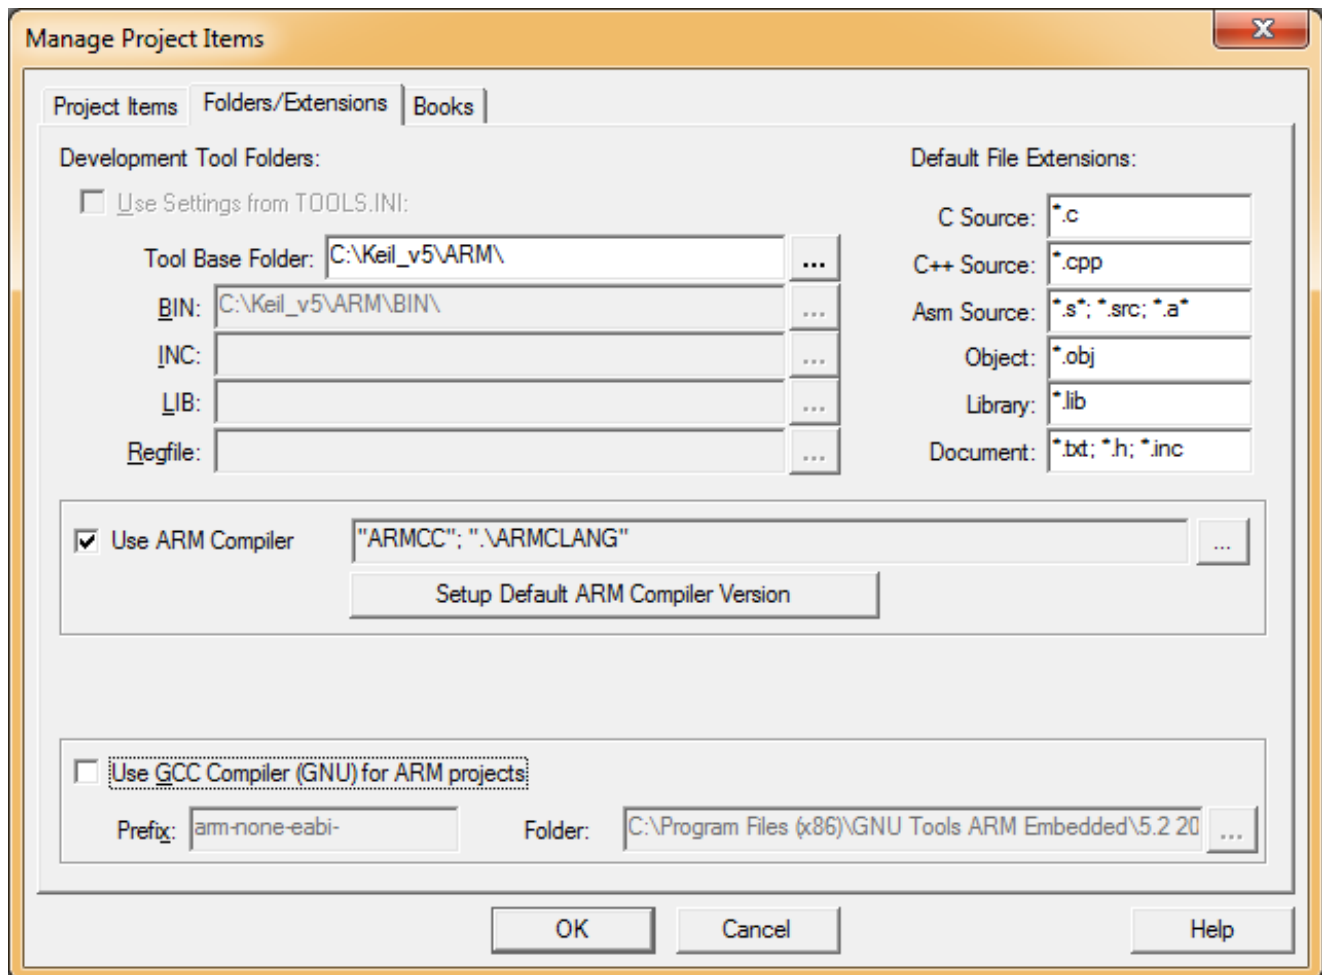 Manage Project Items
X
Project Items
Folders/Extensions
Books
Development Tool Folders:
Use Settings from TOOLS.INI:
Tool Base Folder: C:\Keil_v5\ARM\ ...
BIN: C:\Keil_v5\ARM\BIN\ ...
INC: ...
LIB: ...
Regfile: ...
Default File Extensions:
C Source: *.c
C++ Source: *.cpp
Asm Source: *.s*; *.src; *.a*
Object: *.obj
Library: *.lib
Document: *.txt; *.h; *.inc
Use ARM Compiler "ARMCC"; ".\ARMCLANG" ...
Setup Default ARM Compiler Version
Use GCC Compiler (GNU) for ARM projects
Prefix: arm-none-eabi- Folder: C:\Program Files (x86)\GNU Tools ARM Embedded\5.2 20 ...
OK Cancel Help